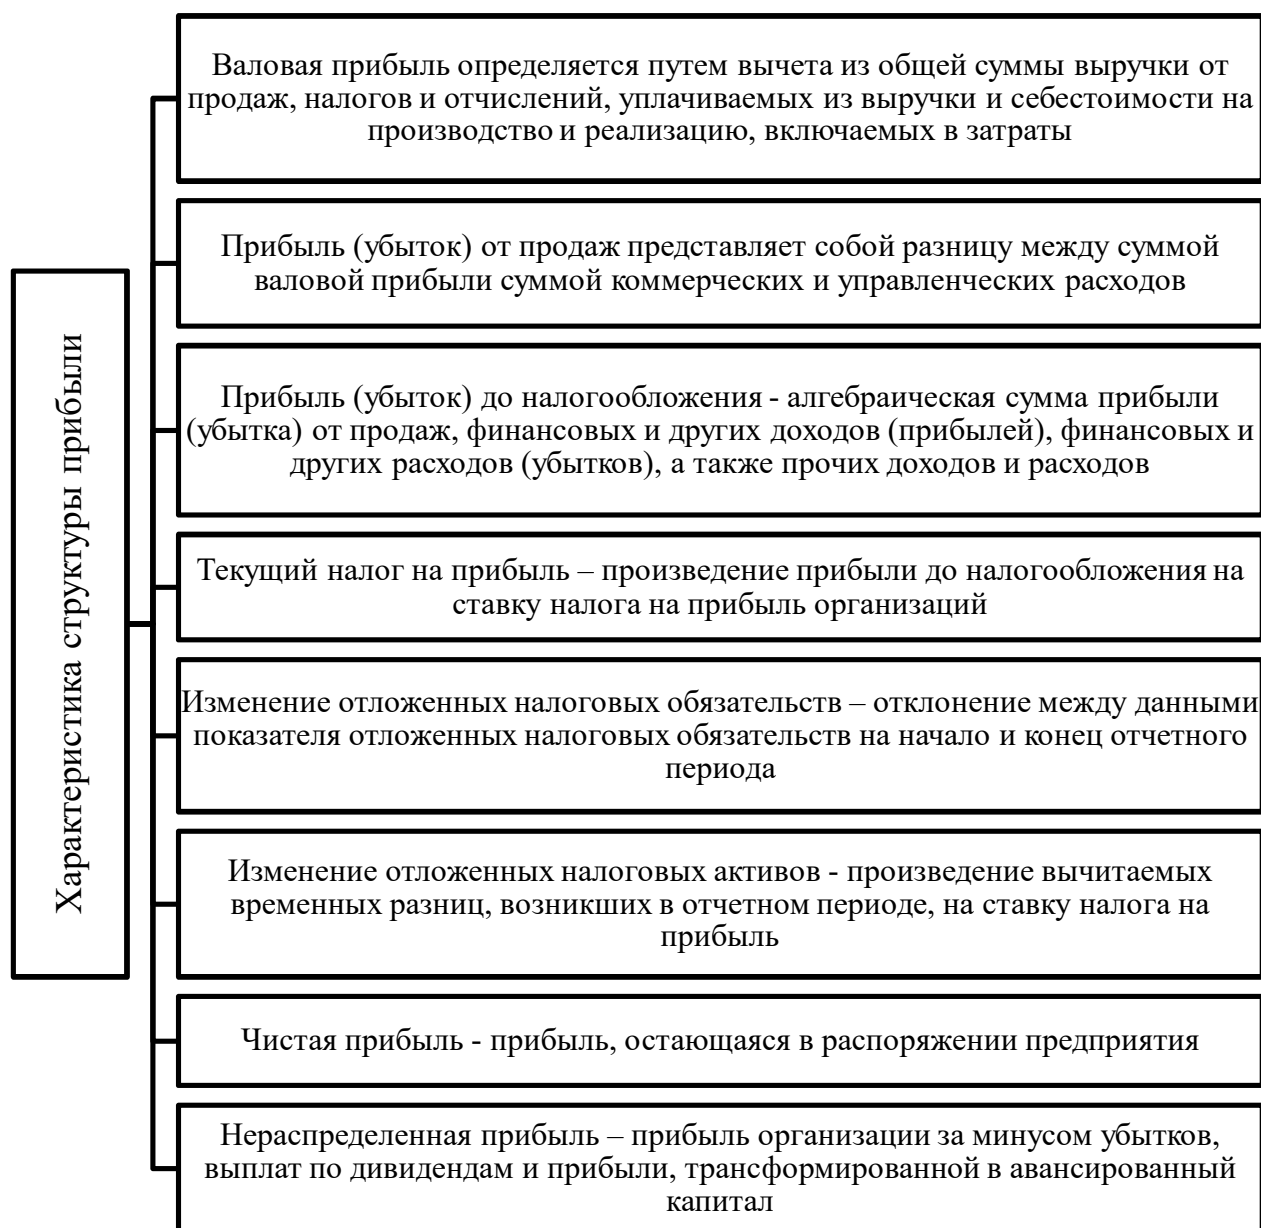 Характеристика структуры прибыли
Валовая прибыль определяется путем вычета из общей суммы выручки от
продаж, налогов и отчислений, уплачиваемых из выручки и себестоимости на
производство и реализацию, включаемых в затраты
Прибыль (убыток) от продаж представляет собой разницу между суммой
валовой прибыли суммой коммерческих и управленческих расходов
Прибыль (убыток) до налогообложения - алгебраическая сумма прибыли
(убытка) от продаж, финансовых и других доходов (прибылей), финансовых и
других расходов (убытков), а также прочих доходов и расходов
Текущий налог на прибыль – произведение прибыли до налогообложения на
ставку налога на прибыль организаций
Изменение отложенных налоговых обязательств – отклонение между данными
показателя отложенных налоговых обязательств на начало и конец отчетного
периода
Изменение отложенных налоговых активов - произведение вычитаемых
временных разниц, возникших в отчетном периоде, на ставку налога на
прибыль
Чистая прибыль - прибыль, остающаяся в распоряжении предприятия
Нераспределенная прибыль – прибыль организации за минусом убытков,
выплат по дивидендам и прибыли, трансформированной в авансированный
капитал